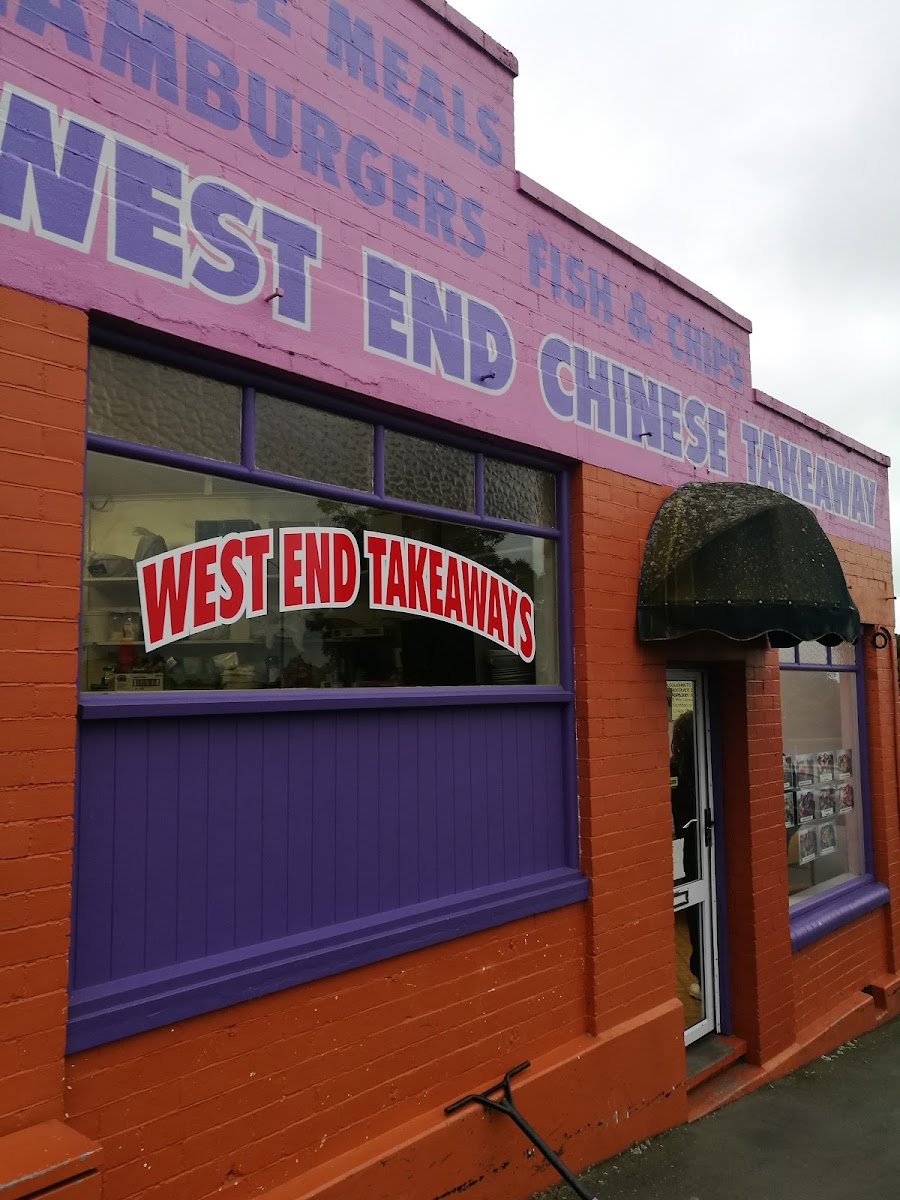 MEALS
HAMBURGERS FISH & CHIPS
WEST END CHINESE TAKEAWAY
WEST END TAKEAWAYS